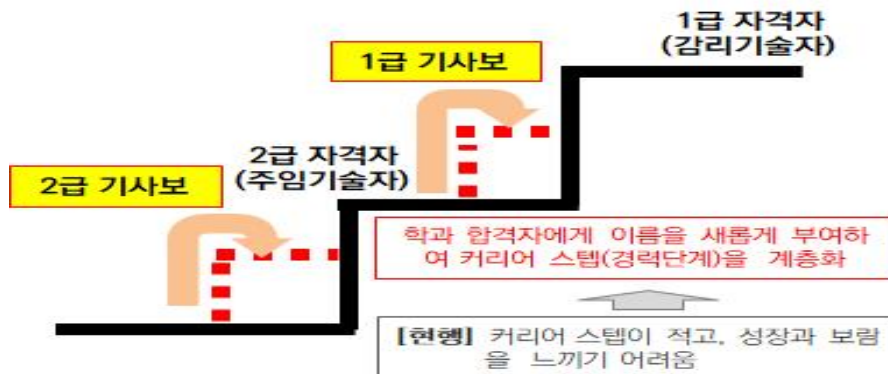 1급 자격자
(감리기술자)
1급 기사보
2급 자격자
(주임기술자)
2급 기사보
학과 합격자에게 이름을 새롭게 부여하
여 커리어 스텝(경력단계)을 계층화
[현행] 커리어 스텝이 적고, 성장과 보람
을 느끼기 어려움